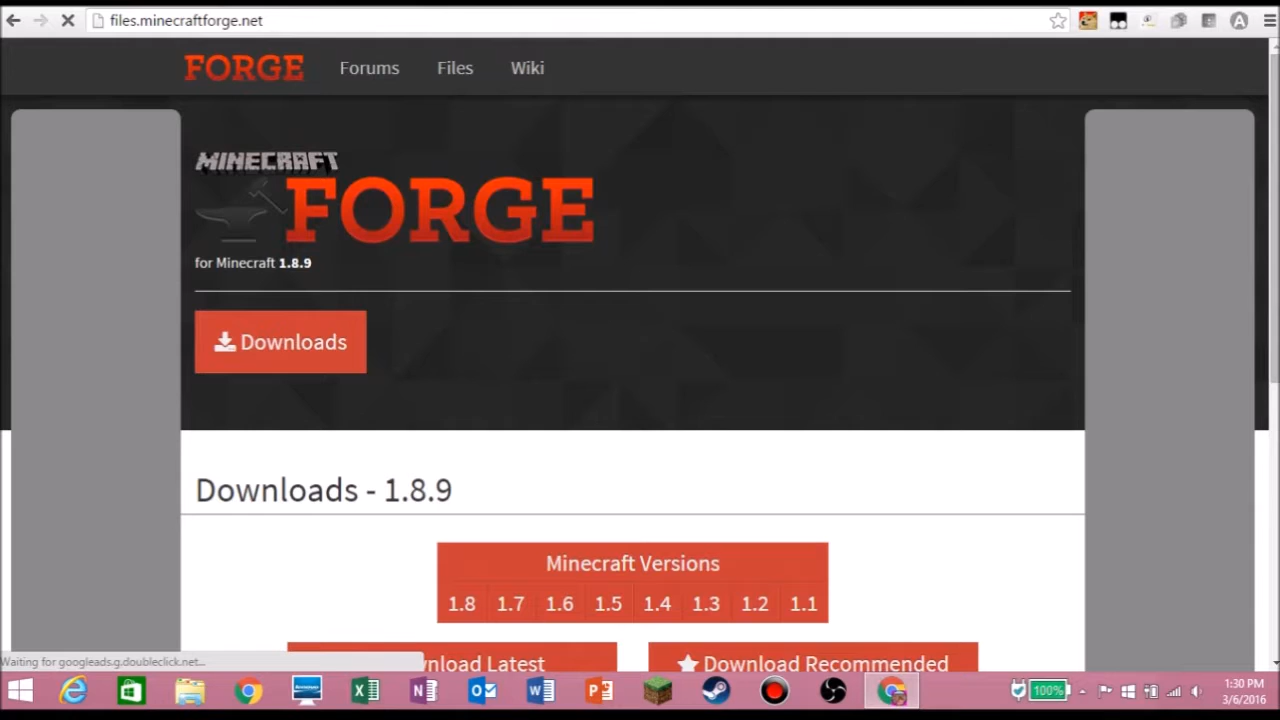 files.minecraftforge.net
FORGE Forums Files Wiki
MINECRAFT
FORGE
for Minecraft 1.8.9
Downloads
Downloads - 1.8.9
Minecraft Versions
1.8 1.7 1.6 1.5 1.4 1.3 1.2 1.1
wnload Latest Download Recommended
Waiting for googleads.g.doubleclick.net...
100% 1:30 PM
3/6/2016